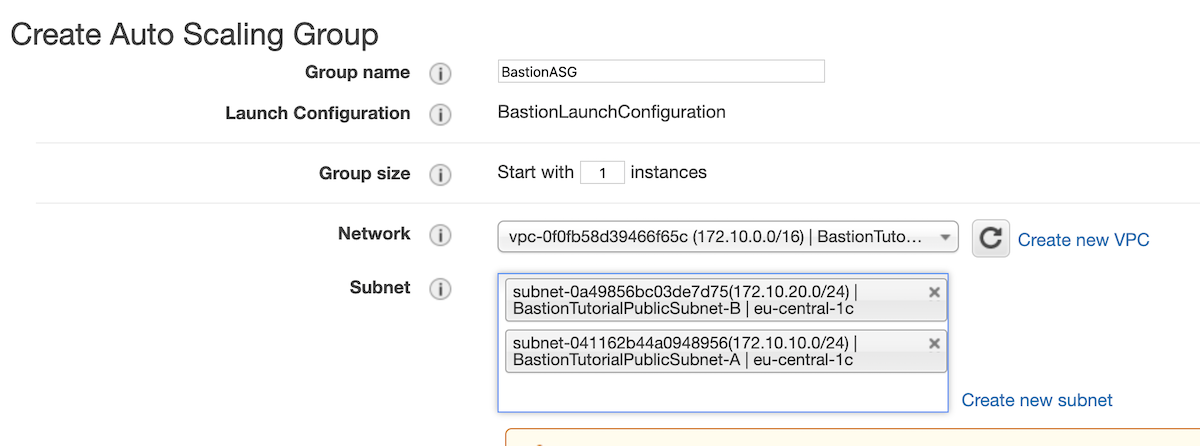 Create Auto Scaling Group
Group name i BastionASG
Launch Configuration i BastionLaunchConfiguration
Group size i Start with 1 instances
Network i vpc-0f0fb58d39466f65c (172.10.0.0/16) | BastionTuto... Create new VPC
Subnet i subnet-0a49856bc03de7d75(172.10.20.0/24) |
BastionTutorialPublicSubnet-B | eu-central-1c
subnet-041162b44a0948956(172.10.10.0/24) |
BastionTutorialPublicSubnet-A | eu-central-1c
Create new subnet